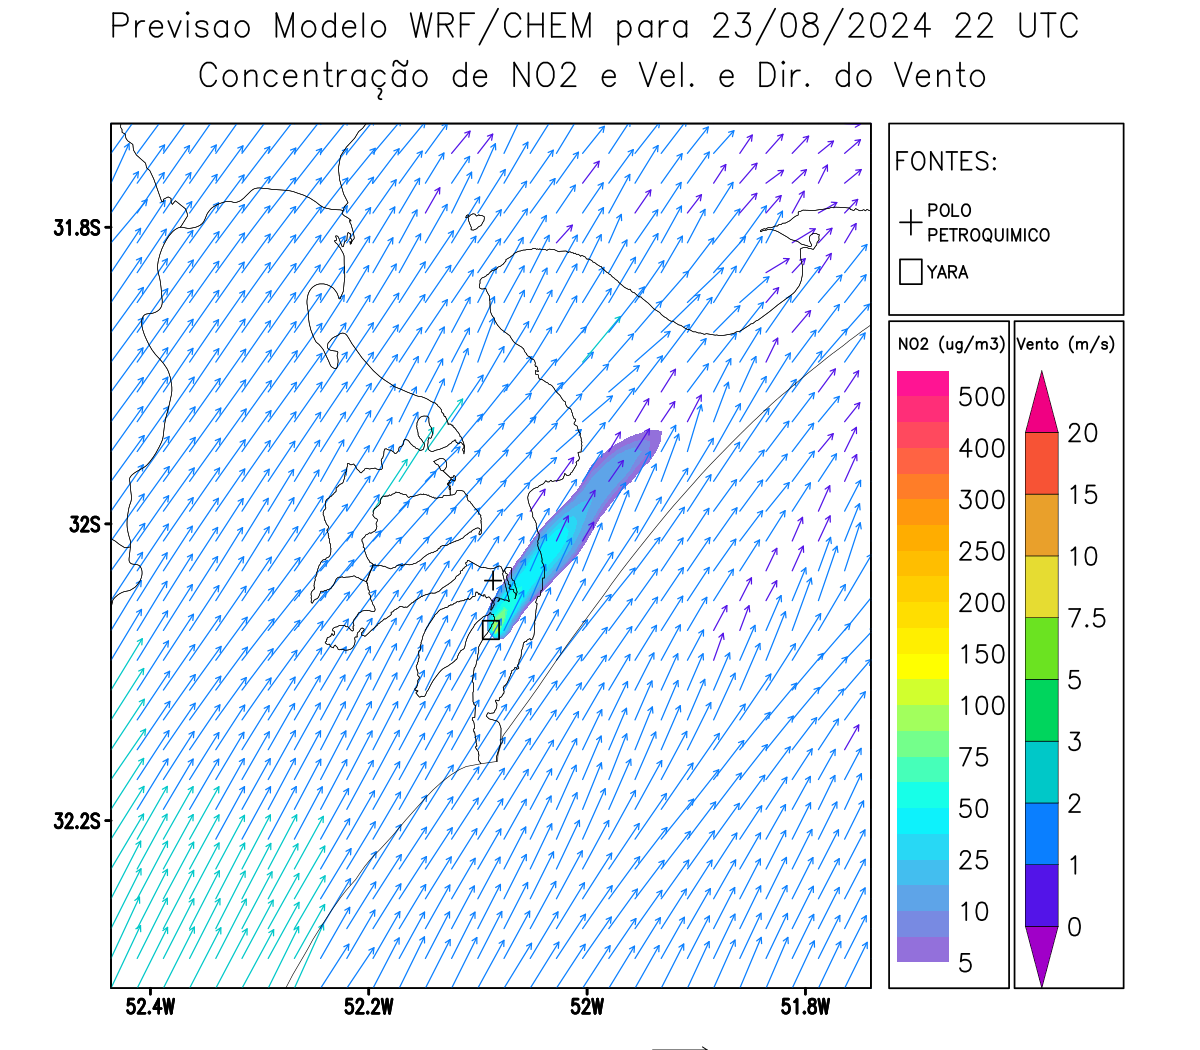 Previsao Modelo WRF/CHEM para 23/08/2024 22 UTC
Concentração de NO2 e Vel. e Dir. do Vento
FONTES:
POLO
PETROQUIMICO
YARA
NO2 (ug/m3)
500
400
300
250
200
150
100
75
50
25
10
5
Vento (m/s)
20
15
10
7.5
5
3
2
1
0
31.8S
32S
32.2S
52.4W
52.2W
52W
51.8W